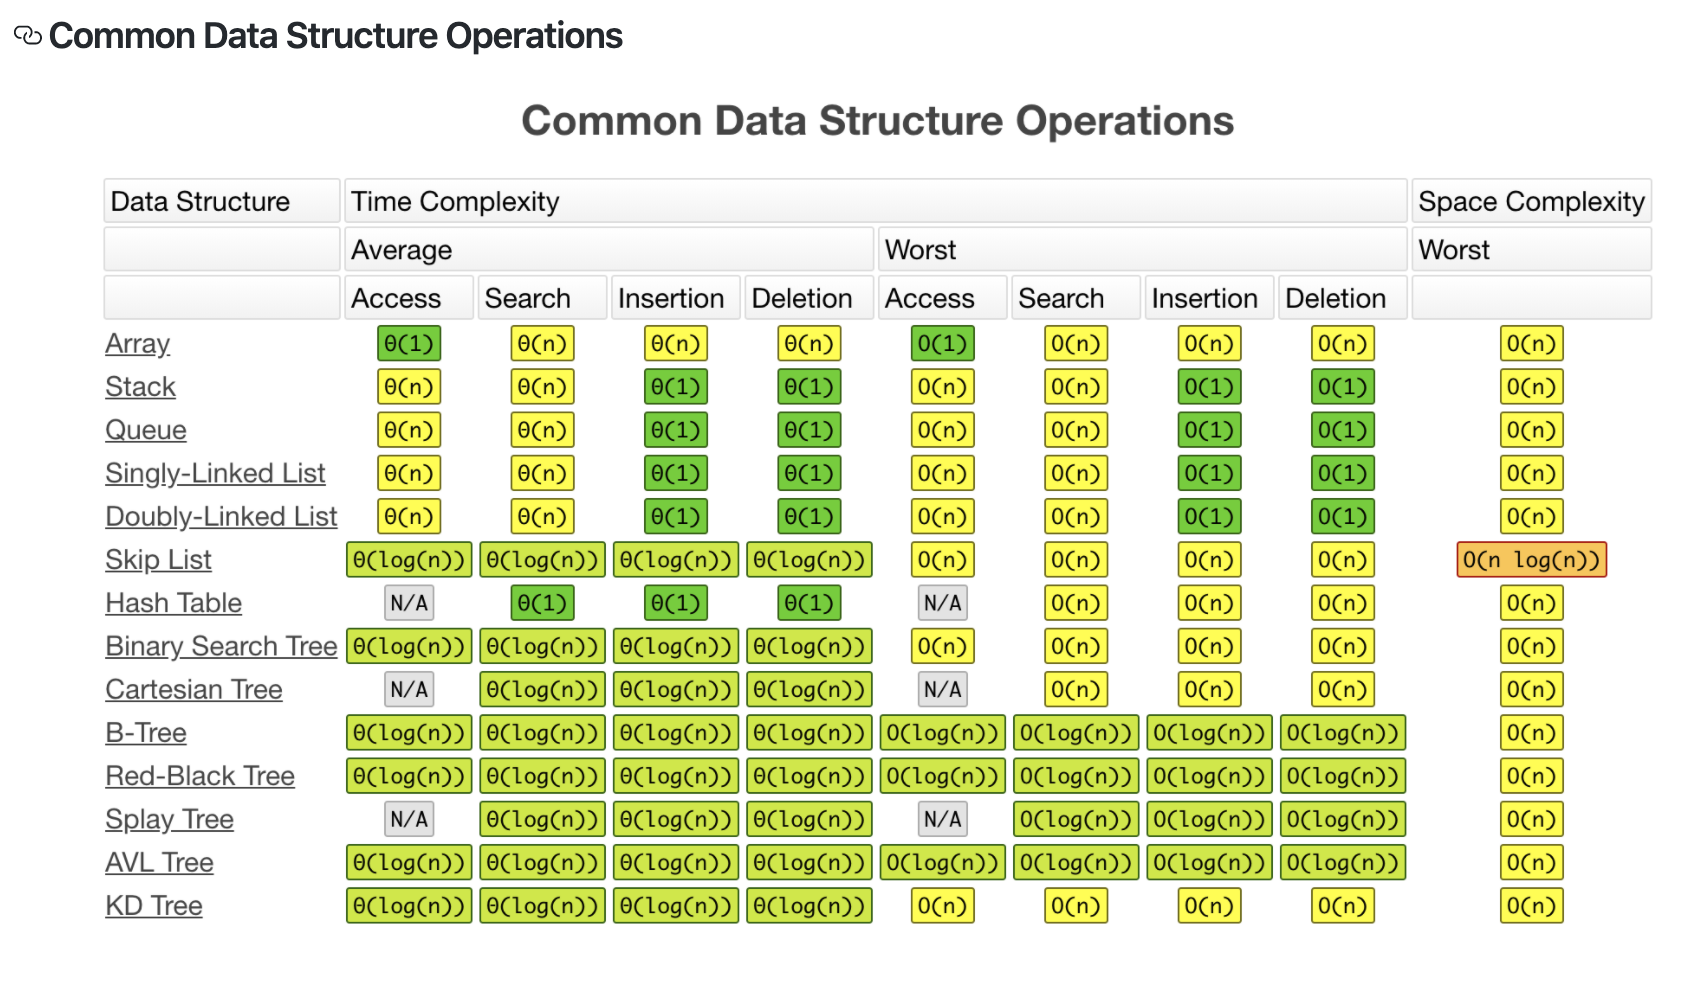 Common Data Structure Operations
Common Data Structure Operations
Data Structure Time Complexity Space Complexity
Average Worst Worst
Access Search Insertion Deletion Access Search Insertion Deletion
Array θ(1) θ(n) θ(n) θ(n) O(1) O(n) O(n) O(n) O(n)
Stack θ(n) θ(n) θ(1) θ(1) O(n) O(n) O(1) O(1) O(n)
Queue θ(n) θ(n) θ(1) θ(1) O(n) O(n) O(1) O(1) O(n)
Singly-Linked List θ(n) θ(n) θ(1) θ(1) O(n) O(n) O(1) O(1) O(n)
Doubly-Linked List θ(n) θ(n) θ(1) θ(1) O(n) O(n) O(1) O(1) O(n)
Skip List θ(log(n)) θ(log(n)) θ(log(n)) θ(log(n)) O(n) O(n) O(n) O(n) O(n log(n))
Hash Table N/A θ(1) θ(1) θ(1) N/A O(n) O(n) O(n) O(n)
Binary Search Tree θ(log(n)) θ(log(n)) θ(log(n)) θ(log(n)) O(n) O(n) O(n) O(n) O(n)
Cartesian Tree N/A θ(log(n)) θ(log(n)) θ(log(n)) N/A O(n) O(n) O(n) O(n)
B-Tree θ(log(n)) θ(log(n)) θ(log(n)) θ(log(n)) O(log(n)) O(log(n)) O(log(n)) O(log(n)) O(n)
Red-Black Tree θ(log(n)) θ(log(n)) θ(log(n)) θ(log(n)) O(log(n)) O(log(n)) O(log(n)) O(log(n)) O(n)
Splay Tree N/A θ(log(n)) θ(log(n)) θ(log(n)) N/A O(log(n)) O(log(n)) O(log(n)) O(n)
AVL Tree θ(log(n)) θ(log(n)) θ(log(n)) θ(log(n)) O(log(n)) O(log(n)) O(log(n)) O(log(n)) O(n)
KD Tree θ(log(n)) θ(log(n)) θ(log(n)) θ(log(n)) O(n) O(n) O(n) O(n) O(n)